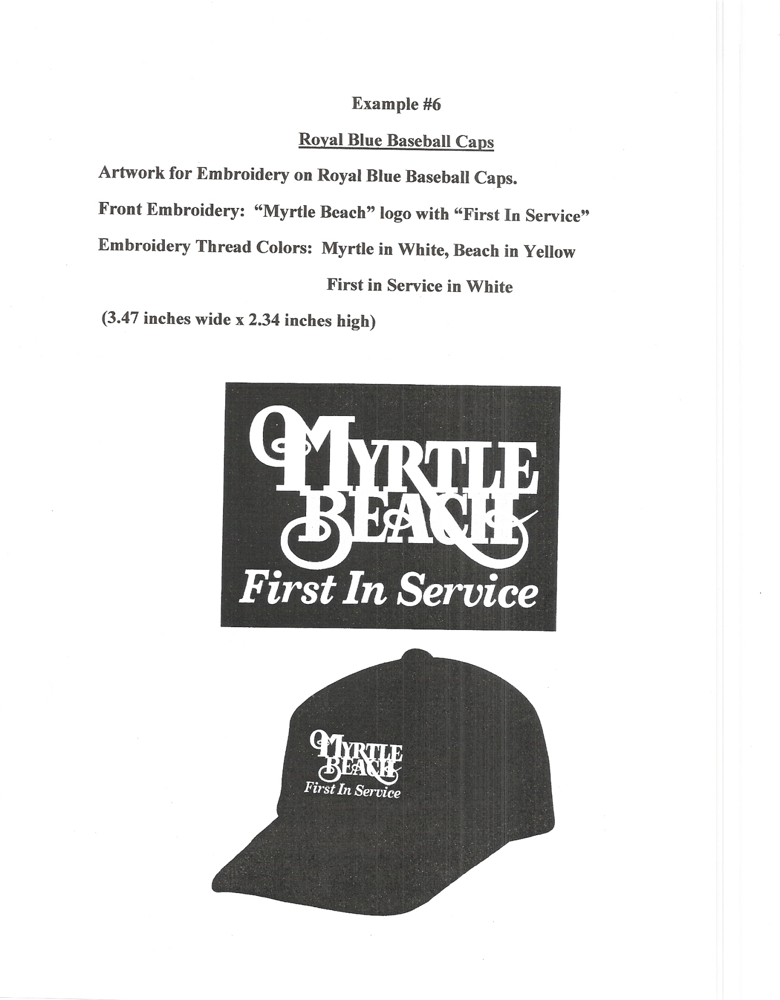 Example #6
Royal Blue Baseball Caps
Artwork for Embroidery on Royal Blue Baseball Caps.
Front Embroidery: “Myrtle Beach” logo with “First In Service”
Embroidery Thread Colors: Myrtle in White, Beach in Yellow
First in Service in White
(3.47 inches wide x 2.34 inches high)
MYRTLE
BEACH
First In Service
MYRTLE
BEACH
First In Service